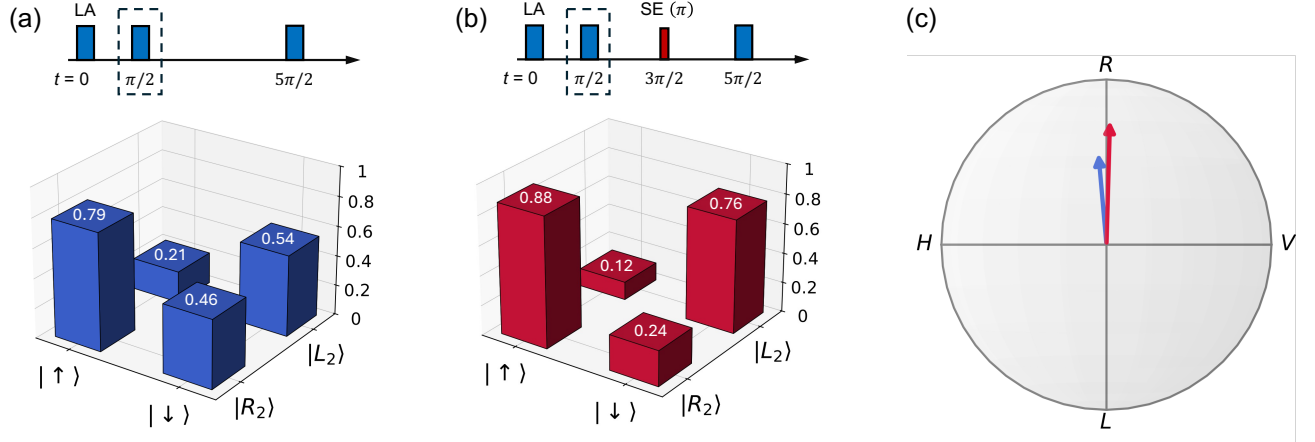 (a)
LA
t = 0
π/2
5π/2
0.79
0.21
0.46
0.54
1
0.8
0.6
0.4
0.2
0
| ↑ ⟩
| ↓ ⟩
|R₂⟩
|L₂⟩
(b)
LA
SE (π)
t = 0
π/2
3π/2
5π/2
0.88
0.12
0.24
0.76
1
0.8
0.6
0.4
0.2
0
| ↑ ⟩
| ↓ ⟩
|R₂⟩
|L₂⟩
(c)
R
H
V
L